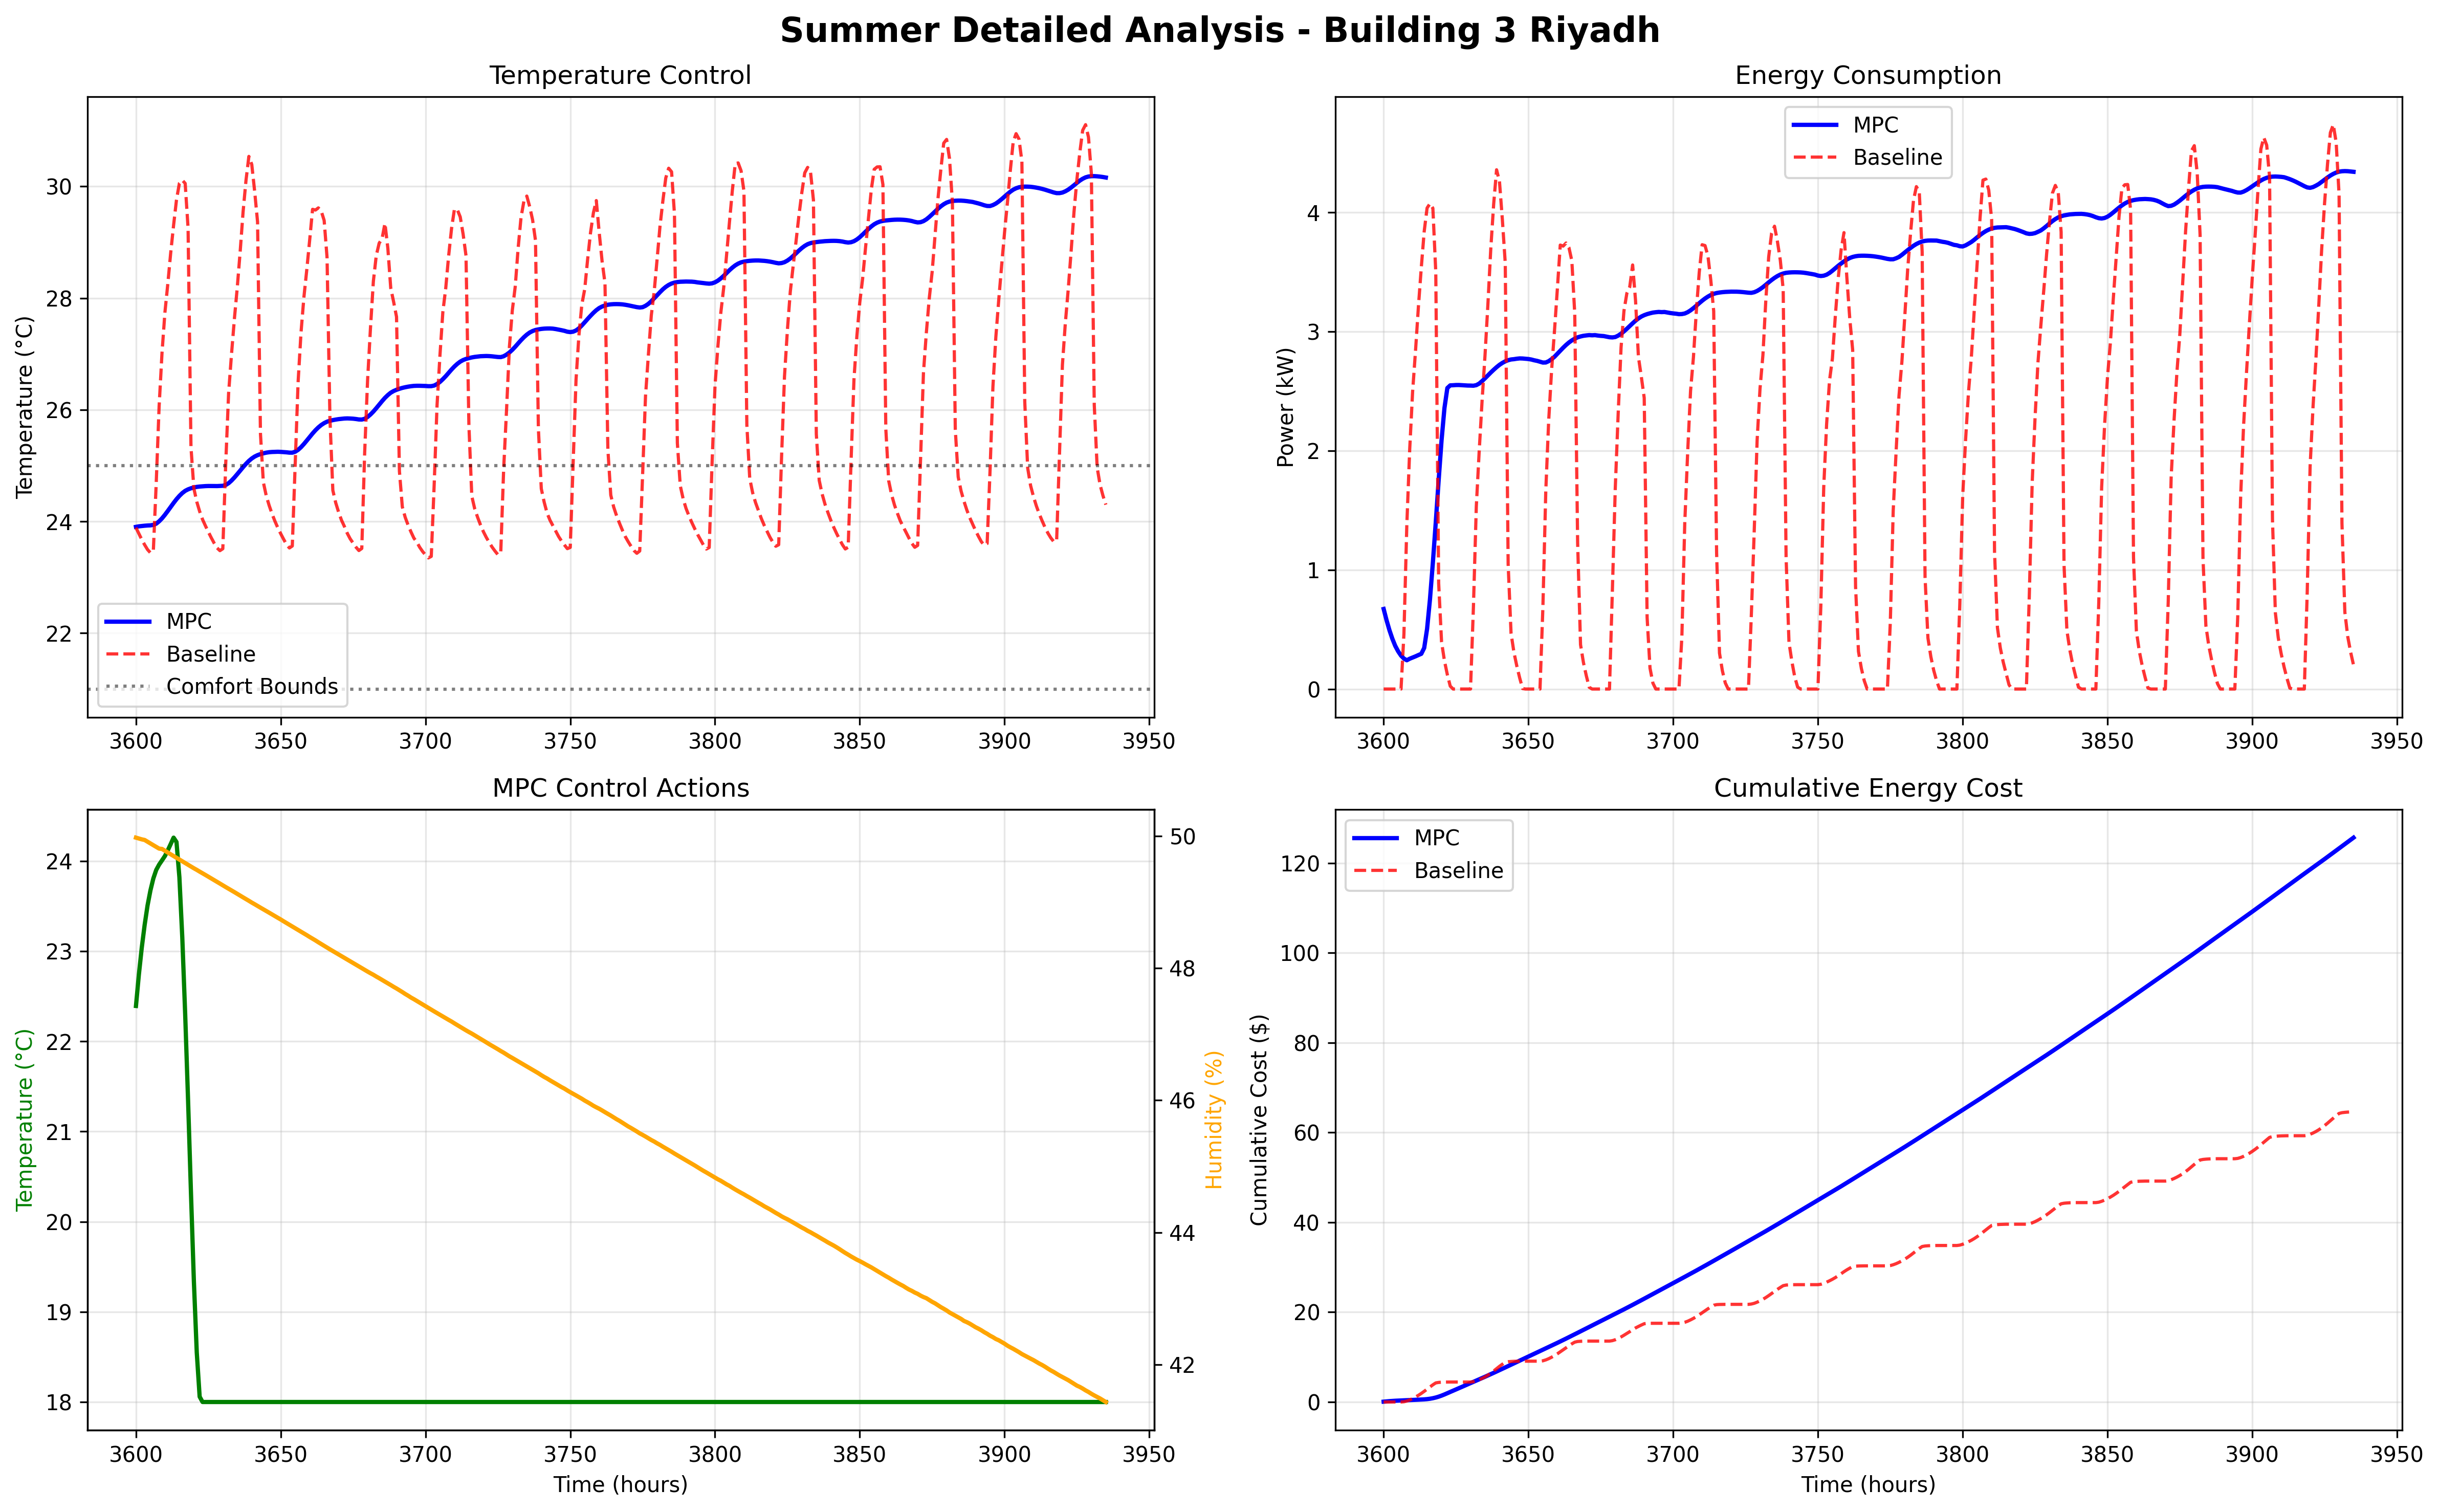 Summer Detailed Analysis - Building 3 Riyadh
Temperature Control
Temperature (°C)
30
28
26
24
22
MPC
Baseline
Comfort Bounds
3600 3650 3700 3750 3800 3850 3900 3950
Energy Consumption
MPC
Baseline
Power (kW)
4
3
2
1
0
3600 3650 3700 3750 3800 3850 3900 3950
MPC Control Actions
Temperature (°C)
24
23
22
21
20
19
18
50
48
46
44
42
Humidity (%)
3600 3650 3700 3750 3800 3850 3900 3950
Time (hours)
Cumulative Energy Cost
MPC
Baseline
Cumulative Cost ($)
120
100
80
60
40
20
0
3600 3650 3700 3750 3800 3850 3900 3950
Time (hours)